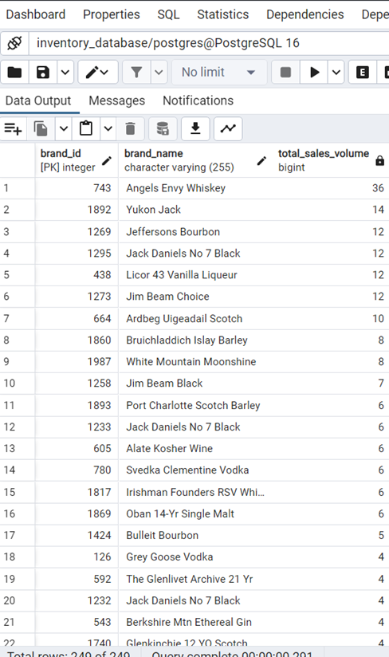 Dashboard Properties SQL Statistics Dependencies Depe
inventory_database/postgres@PostgreSQL 16
No limit E
Data Output Messages Notifications
brand_id brand_name total_sales_volume
[PK] integer character varying (255) bigint
1 743 Angels Envy Whiskey 36
2 1892 Yukon Jack 14
3 1269 Jeffersons Bourbon 12
4 1295 Jack Daniels No 7 Black 12
5 438 Licor 43 Vanilla Liqueur 12
6 1273 Jim Beam Choice 12
7 664 Ardbeg Uigeadail Scotch 10
8 1860 Bruichladdich Islay Barley 8
9 1987 White Mountain Moonshine 8
10 1258 Jim Beam Black 7
11 1893 Port Charlotte Scotch Barley 6
12 1233 Jack Daniels No 7 Black 6
13 605 Alate Kosher Wine 6
14 780 Svedka Clementine Vodka 6
15 1817 Irishman Founders RSV Whi... 6
16 1869 Oban 14-Yr Single Malt 6
17 1424 Bulleit Bourbon 5
18 126 Grey Goose Vodka 4
19 592 The Glenlivet Archive 21 Yr 4
20 1232 Jack Daniels No 7 Black 4
21 543 Berkshire Mtn Ethereal Gin 4
22 1740 Glenkinchie 12 YO Scotch 4
Total rows: 249 of 249 Query complete 00:00:00.291